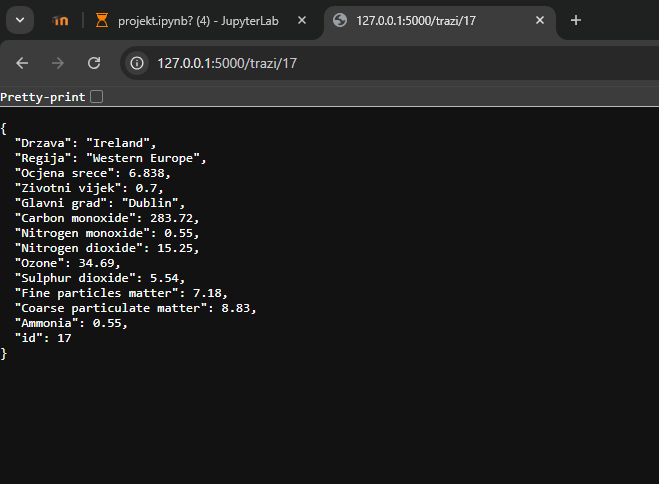 projekt.ipynb? (4) - JupyterLab
127.0.0.1:5000/trazi/17
127.0.0.1:5000/trazi/17
Pretty-print
{
"Drzava": "Ireland",
"Regija": "Western Europe",
"Ocjena srece": 6.838,
"Zivotni vijek": 0.7,
"Glavni grad": "Dublin",
"Carbon monoxide": 283.72,
"Nitrogen monoxide": 0.55,
"Nitrogen dioxide": 15.25,
"Ozone": 34.69,
"Sulphur dioxide": 5.54,
"Fine particles matter": 7.18,
"Coarse particulate matter": 8.83,
"Ammonia": 0.55,
"id": 17
}